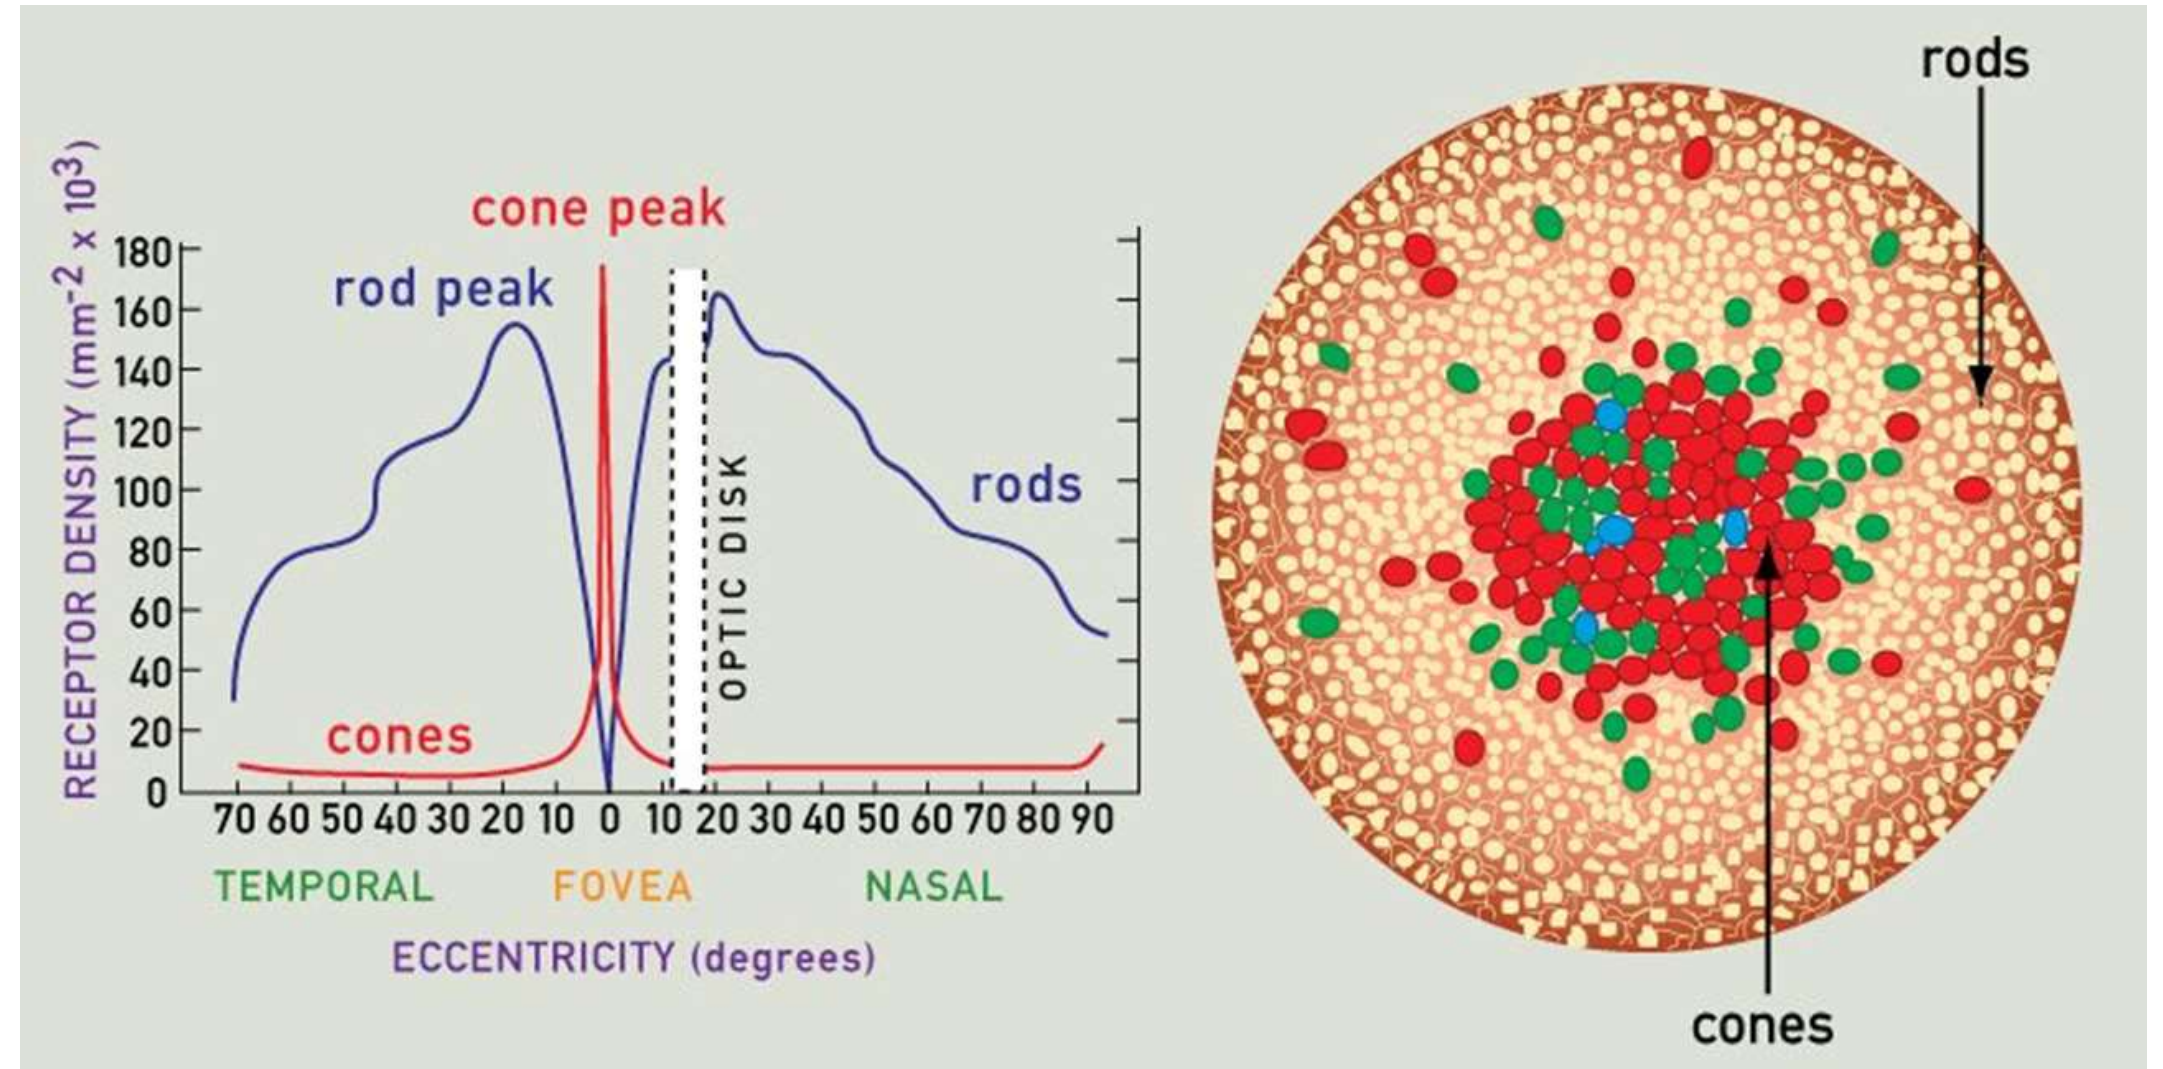 rods
RECEPTOR DENSITY (mm⁻² x 10³)
cone peak
rod peak
180
160
140
120
100
80
60
40
20
0
rods
OPTIC DISK
cones
70 60 50 40 30 20 10 0 10 20 30 40 50 60 70 80 90
TEMPORAL FOVEA NASAL
ECCENTRICITY (degrees)
cones